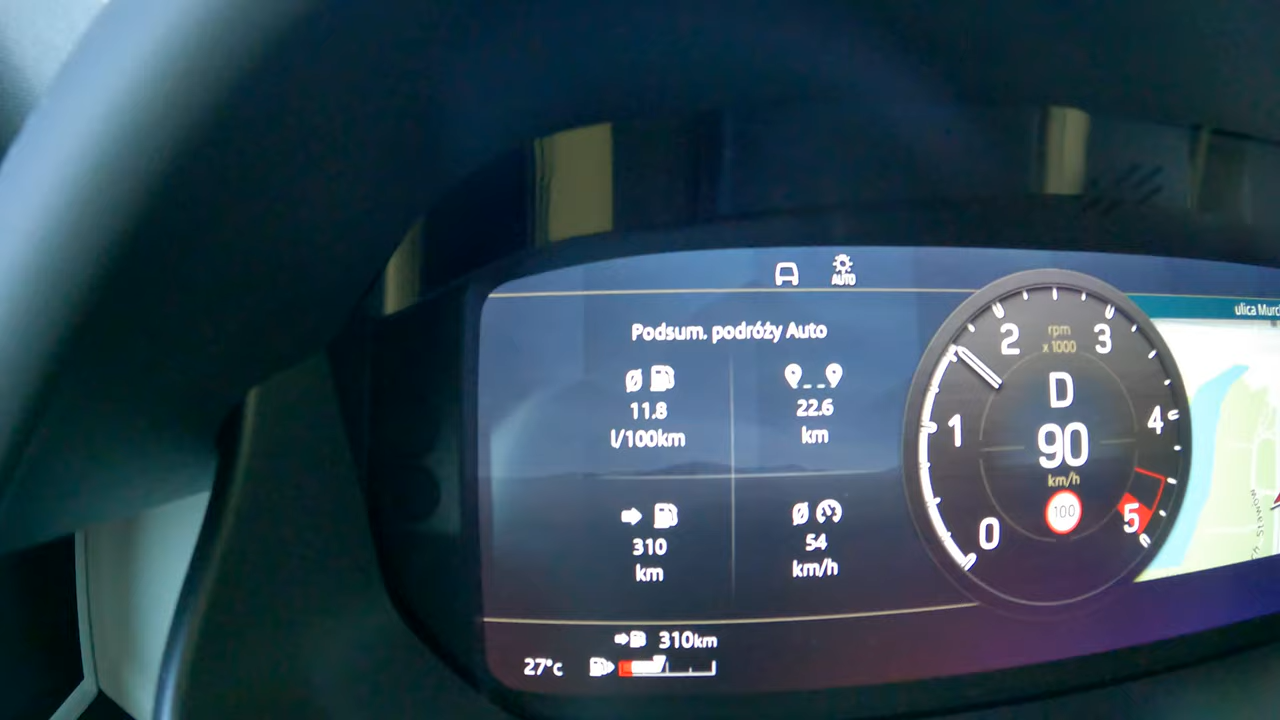 AUTO
Podsum. podróży Auto
11.8
l/100km
22.6
km
310
km
54
km/h
310km
27°c
rpm
x 1000
0
1
2
3
4
5
D
90
km/h
100
ulica